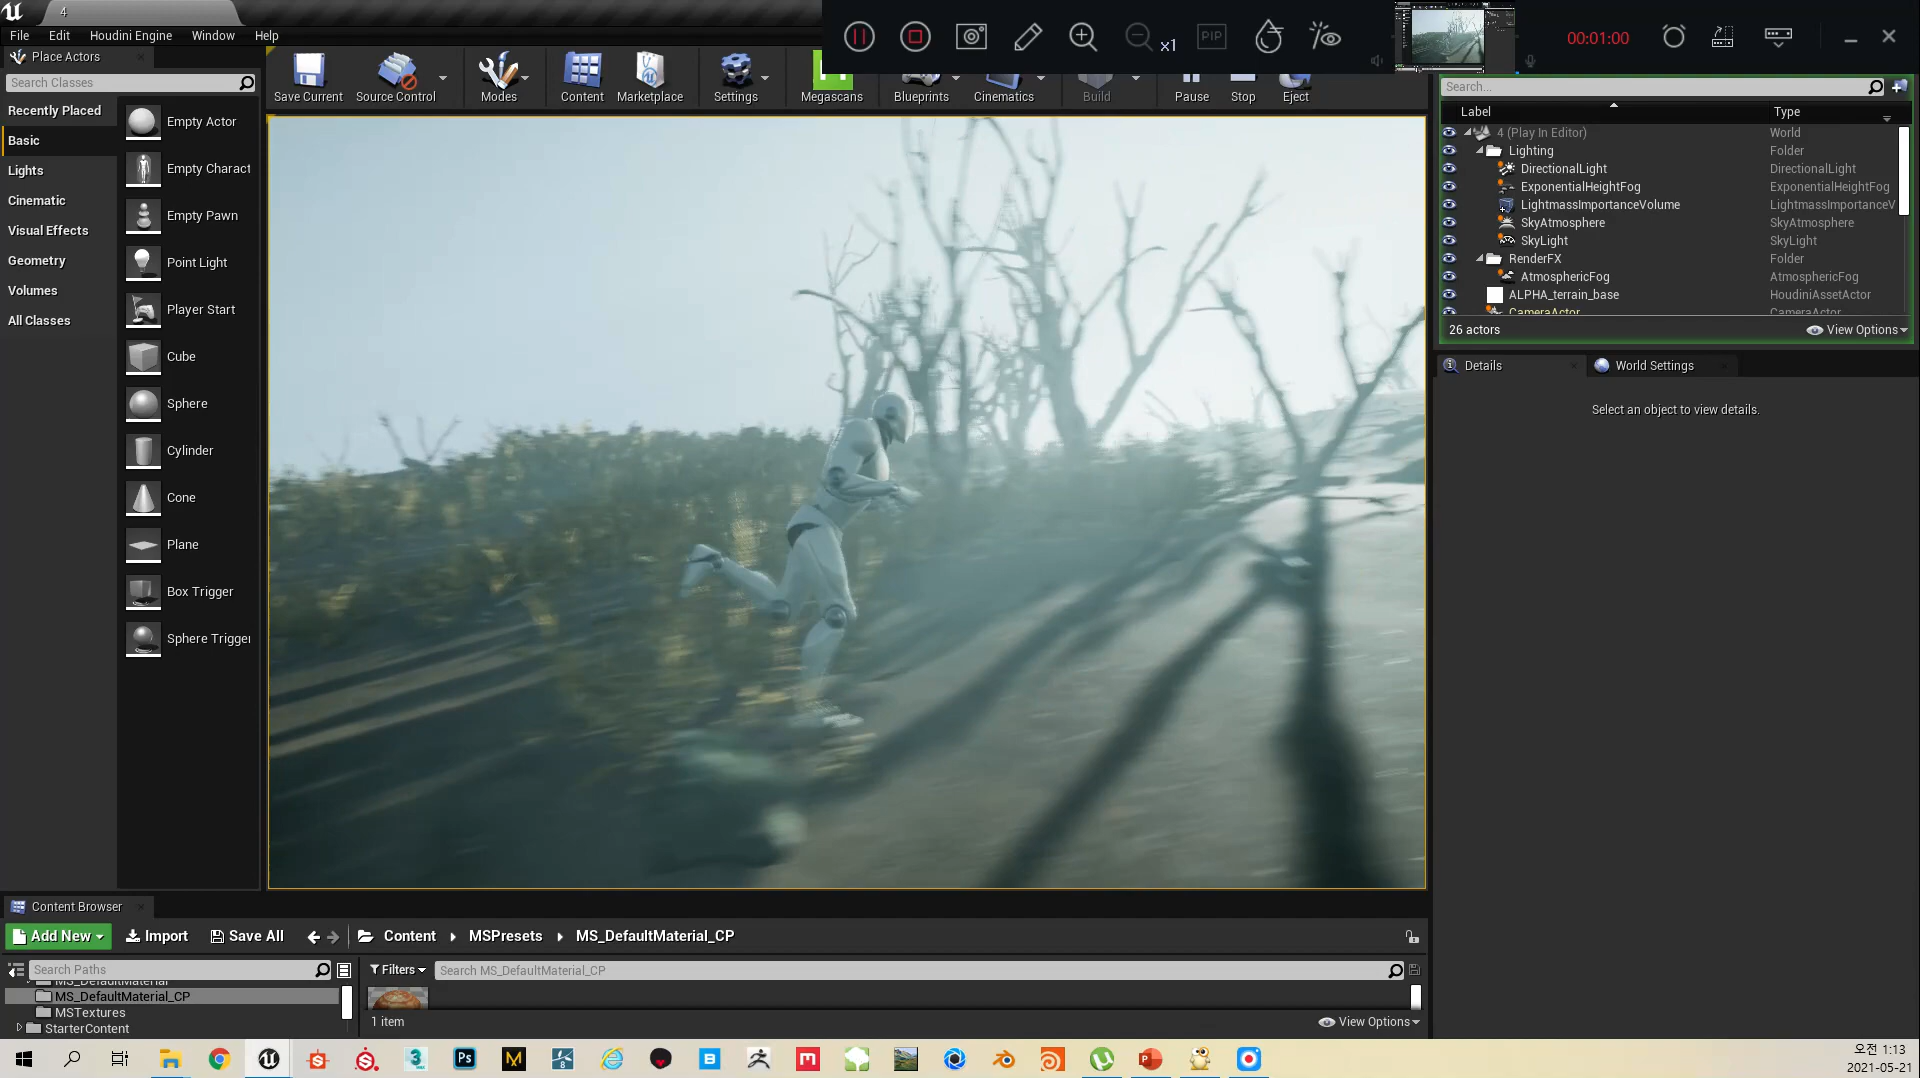 4
File Edit Houdini Engine Window Help
x1
PIP
00:01:00
Place Actors
Search Classes
Recently Placed
Basic
Lights
Cinematic
Visual Effects
Geometry
Volumes
All Classes
Empty Actor
Empty Charact
Empty Pawn
Point Light
Player Start
Cube
Sphere
Cylinder
Cone
Plane
Box Trigger
Sphere Trigger
Save Current Source Control Modes Content Marketplace Settings Megascans Blueprints Cinematics Build Pause Stop Eject
Search...
Label Type
4 (Play In Editor) World
Lighting Folder
DirectionalLight DirectionalLight
ExponentialHeightFog ExponentialHeightFog
LightmassImportanceVolume LightmassImportanceV
SkyAtmosphere SkyAtmosphere
SkyLight SkyLight
RenderFX Folder
AtmosphericFog AtmosphericFog
ALPHA_terrain_base HoudiniAssetActor
CameraActor CameraActor
26 actors View Options
Details World Settings
Select an object to view details.
Content Browser
Add New Import Save All Content MSPresets MS_DefaultMaterial_CP
Search Paths
MS_DefaultMaterial
MS_DefaultMaterial_CP
MSTextures
StarterContent
Filters Search MS_DefaultMaterial_CP
1 item View Options
오전 1:13
2021-05-21